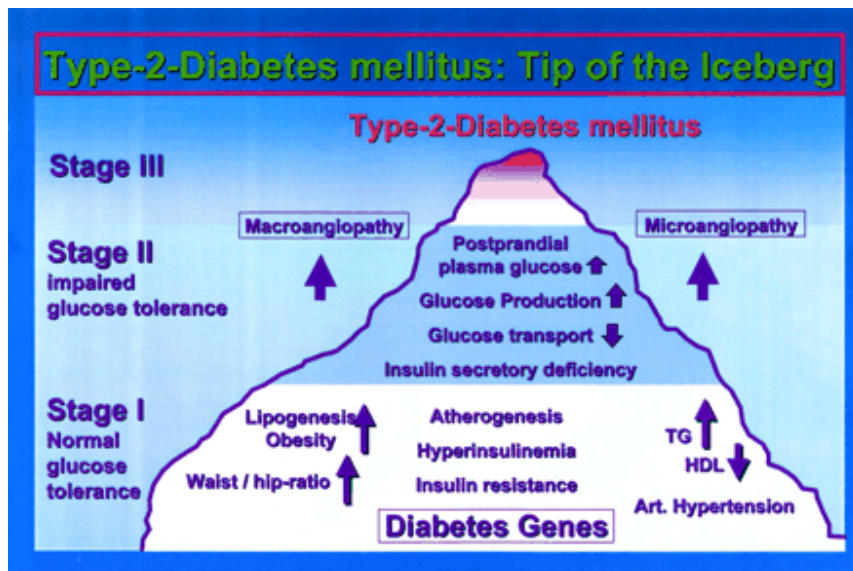 Type-2-Diabetes mellitus: Tip of the Iceberg
Type-2-Diabetes mellitus
Stage III
Macroangiopathy
Microangiopathy
Stage II
impaired
glucose tolerance
Postprandial
plasma glucose
Glucose Production
Glucose transport
Insulin secretory deficiency
Stage I
Normal
glucose
tolerance
Lipogenesis
Obesity
Waist / hip-ratio
Atherogenesis
Hyperinsulinemia
Insulin resistance
TG
HDL
Art. Hypertension
Diabetes Genes